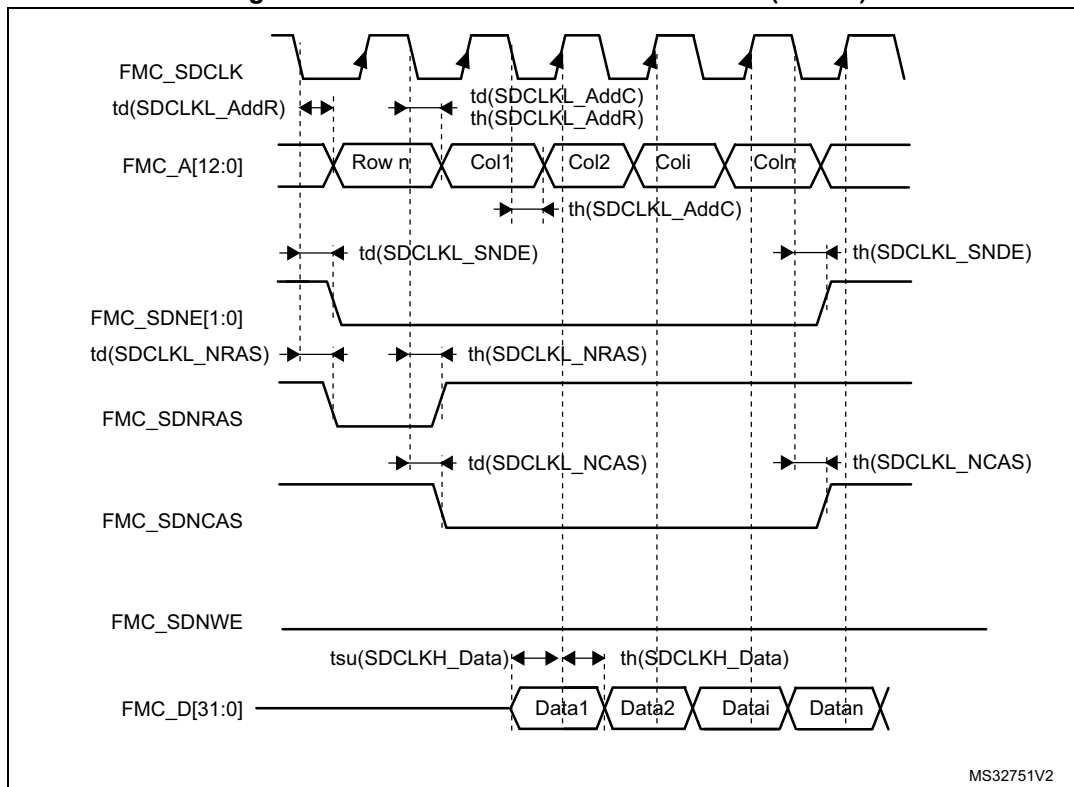 FMC_SDCLK
td(SDCLKL_AddR)
td(SDCLKL_AddC)
th(SDCLKL_AddR)
FMC_A[12:0]
Row n
Col1
Col2
Coli
Coln
th(SDCLKL_AddC)
td(SDCLKL_SNDE)
th(SDCLKL_SNDE)
FMC_SDNE[1:0]
td(SDCLKL_NRAS)
th(SDCLKL_NRAS)
FMC_SDNRAS
td(SDCLKL_NCAS)
th(SDCLKL_NCAS)
FMC_SDNCAS
FMC_SDNWE
tsu(SDCLKH_Data)
th(SDCLKH_Data)
FMC_D[31:0]
Data1
Data2
Datai
Datan
MS32751V2